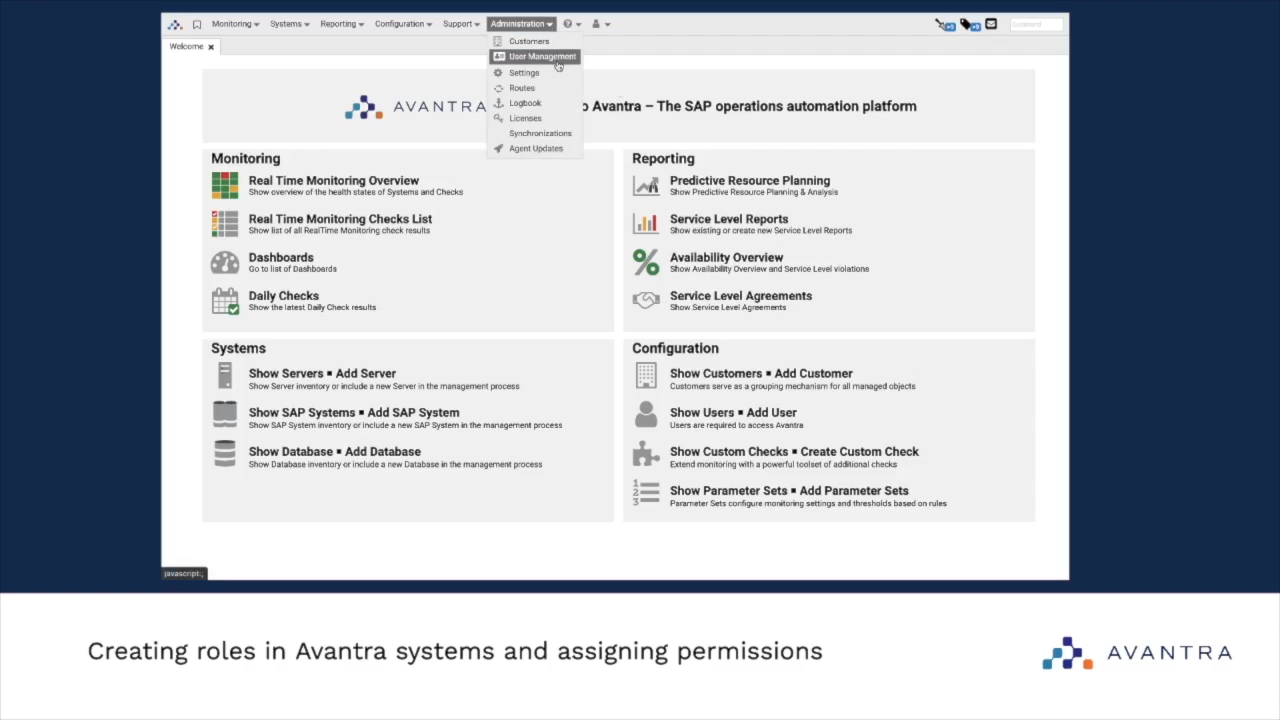 Monitoring Systems Reporting Configuration Support Administration
Command
Welcome
Customers
User Management
Settings
Routes
Logbook
Licenses
Synchronizations
Agent Updates
AVANTRA
o Avantra – The SAP operations automation platform
Monitoring
Real Time Monitoring Overview
Show overview of the health states of Systems and Checks
Real Time Monitoring Checks List
Show list of all RealTime Monitoring check results
Dashboards
Go to list of Dashboards
Daily Checks
Show the latest Daily Check results
Reporting
Predictive Resource Planning
Show Predictive Resource Planning & Analysis
Service Level Reports
Show existing or create new Service Level Reports
Availability Overview
Show Availability Overview and Service Level violations
Service Level Agreements
Show Service Level Agreements
Systems
Show Servers ▪ Add Server
Show Server inventory or include a new Server in the management process
Show SAP Systems ▪ Add SAP System
Show SAP System inventory or include a new SAP System in the management process
Show Database ▪ Add Database
Show Database inventory or include a new Database in the management process
Configuration
Show Customers ▪ Add Customer
Customers serve as a grouping mechanism for all managed objects
Show Users ▪ Add User
Users are required to access Avantra
Show Custom Checks ▪ Create Custom Check
Extend monitoring with a powerful toolset of additional checks
1
2
3
Show Parameter Sets ▪ Add Parameter Sets
Parameter Sets configure monitoring settings and thresholds based on rules
javascript:;
Creating roles in Avantra systems and assigning permissions
AVANTRA